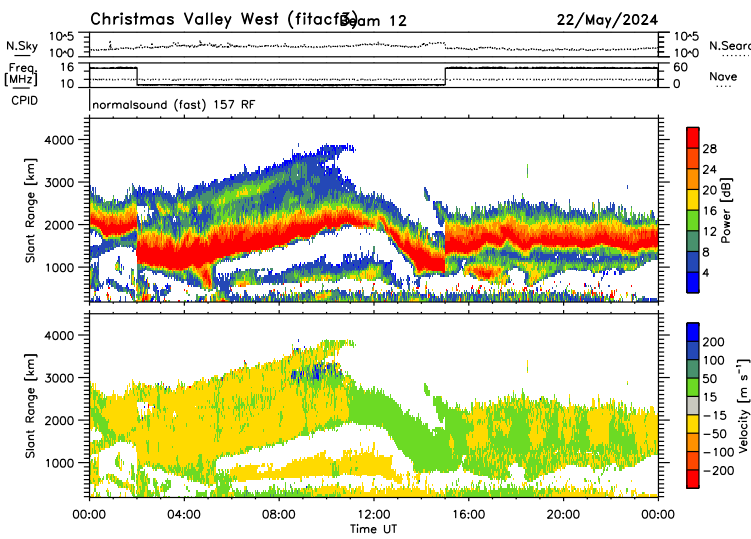 Christmas Valley West (fitacf3)
Beam 12
22/May/2024
N.Sky
10^5
10^0
10^5
10^0
N.Searc
Freq.
[MHz]
16
10
60
0
Nave
CPID
normalsound (fast) 157 RF
Slant Range [km]
4000
3000
2000
1000
28
24
20
16
12
8
4
Power [dB]
Slant Range [km]
4000
3000
2000
1000
200
100
50
15
-15
-50
-100
-200
Velocity [m s⁻¹]
00:00 04:00 08:00 12:00 16:00 20:00 00:00
Time UT